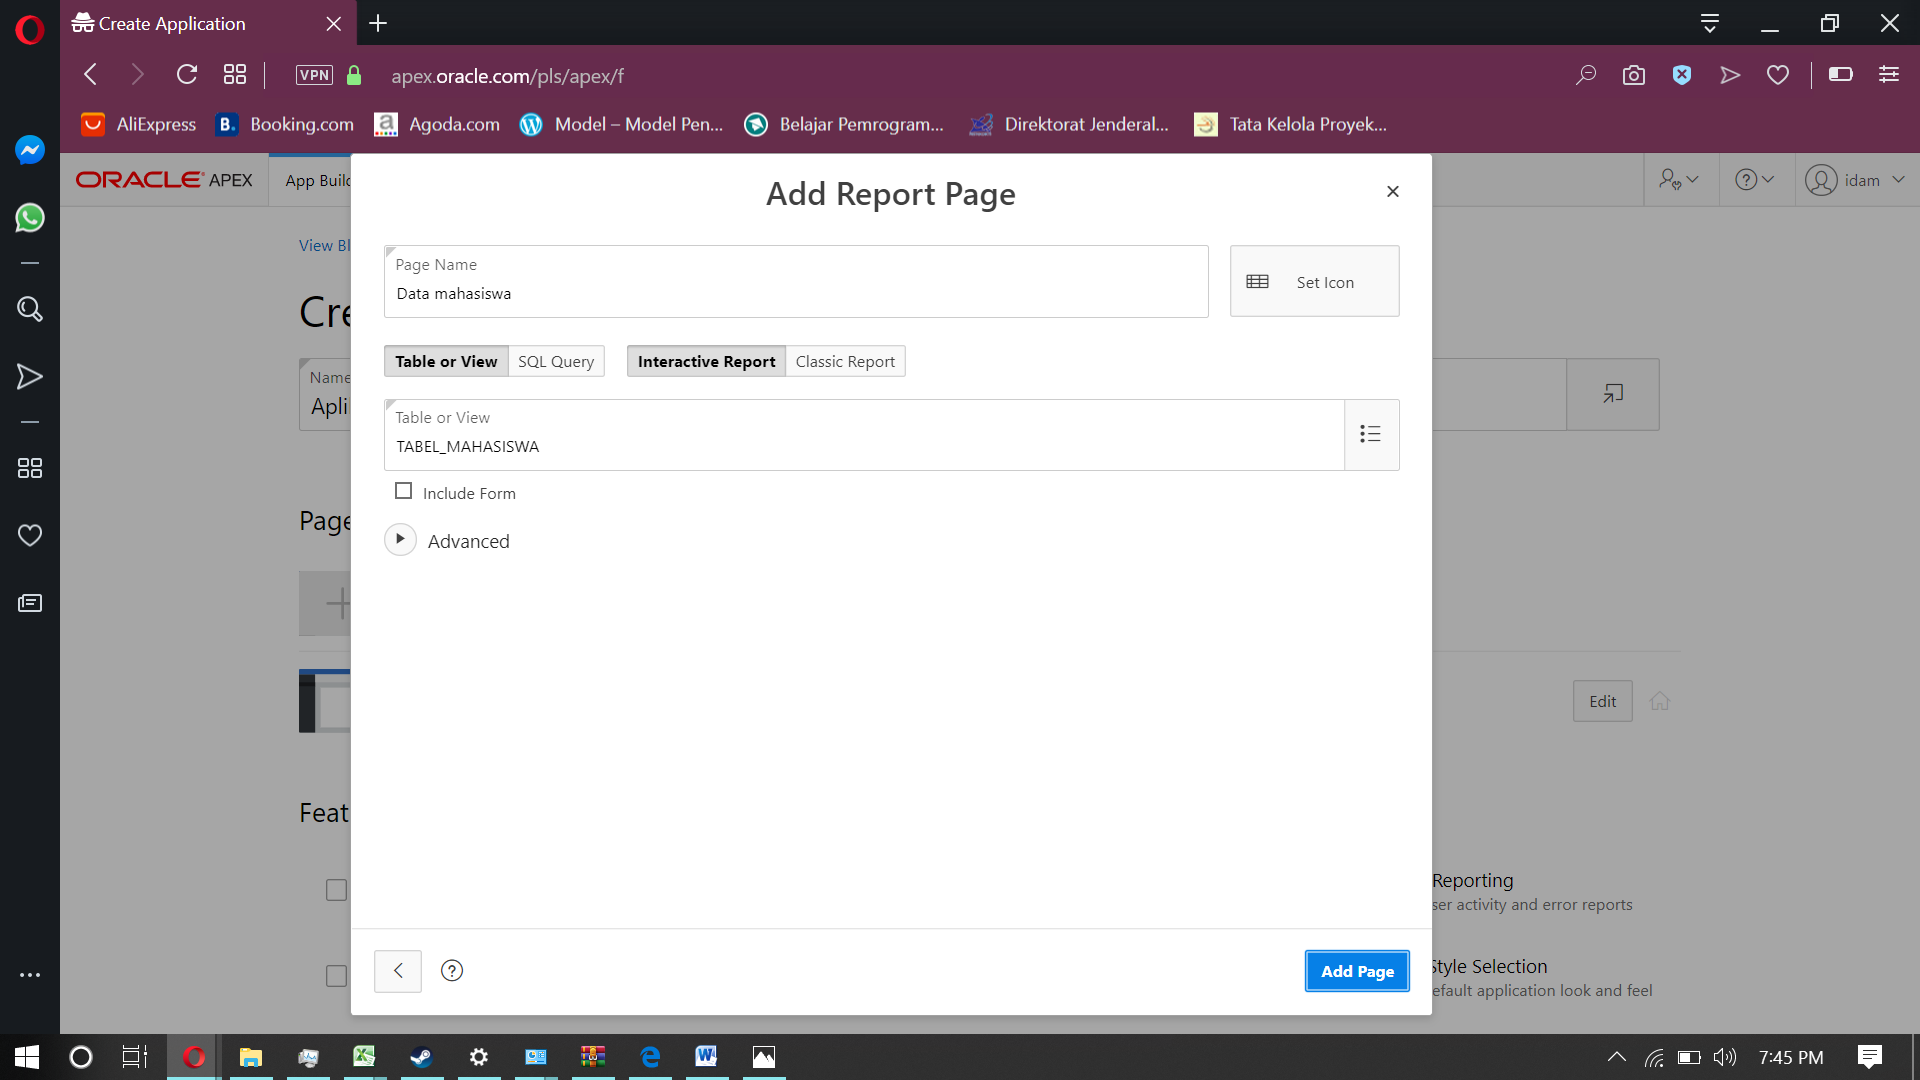 Create Application
VPN
apex.oracle.com/pls/apex/f
AliExpress
B.
Booking.com
a
Agoda.com
Model – Model Pen...
Belajar Pemrogram...
Direktorat Jenderal...
Tata Kelola Proyek...
ORACLE APEX
App Builc
idam
View Bl
Cre
Name
Apli
Page
Feat
Add Report Page
Page Name
Data mahasiswa
Set Icon
Table or View
SQL Query
Interactive Report
Classic Report
Table or View
TABEL_MAHASISWA
Include Form
Advanced
Edit
Reporting
ser activity and error reports
Style Selection
efault application look and feel
Add Page
7:45 PM